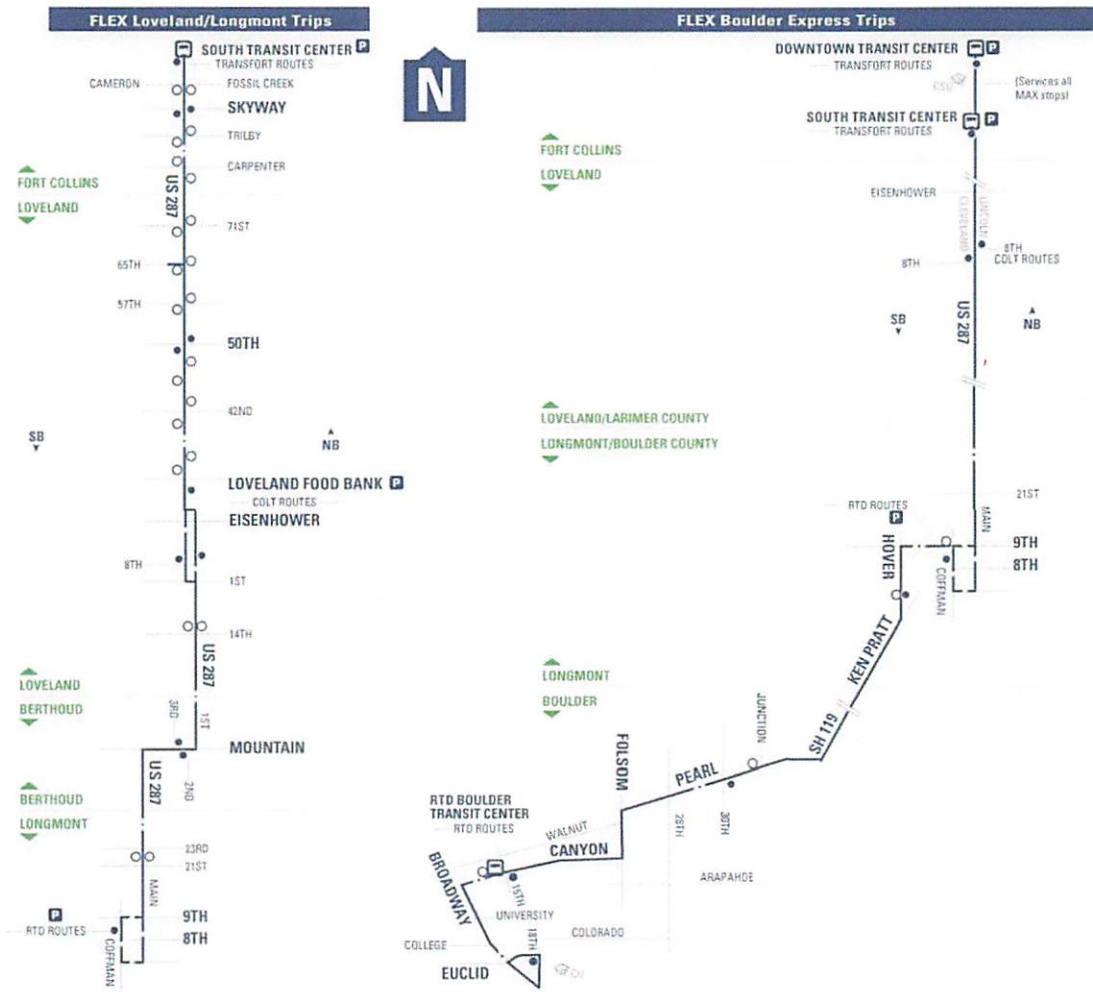 FLEX Loveland/Longmont Trips
SOUTH TRANSIT CENTER P
TRANSFORT ROUTES
CAMERON
FOSSIL CREEK
SKYWAY
TRILBY
CARPENTER
FORT COLLINS
LOVELAND
US 287
71ST
65TH
57TH
50TH
42ND
SB
NB
LOVELAND FOOD BANK P
COLT ROUTES
EISENHOWER
8TH
1ST
14TH
US 287
LOVELAND
BERTHOUD
3RD
1ST
MOUNTAIN
US 287
2ND
BERTHOUD
LONGMONT
23RD
21ST
MAIN
P
RTD ROUTES
9TH
8TH
COFFMAN
N
FLEX Boulder Express Trips
DOWNTOWN TRANSIT CENTER P
TRANSFORT ROUTES
CSU
(Services all
MAX stops)
SOUTH TRANSIT CENTER P
TRANSFORT ROUTES
FORT COLLINS
LOVELAND
EISENHOWER
CLEVELAND
LINCOLN
8TH
COLT ROUTES
8TH
US 287
SB
NB
LOVELAND/LARIMER COUNTY
LONGMONT/BOULDER COUNTY
21ST
RTD ROUTES
P
MAIN
HOVER
9TH
8TH
COFFMAN
KEN PRATT
LONGMONT
BOULDER
SH 119
JUNCTION
FOLSOM
PEARL
28TH
30TH
RTD BOULDER
TRANSIT CENTER
RTD ROUTES
WALNUT
CANYON
BROADWAY
15TH
ARAPAHOE
UNIVERSITY
COLORADO
COLLEGE
18TH
EUCLID
CU